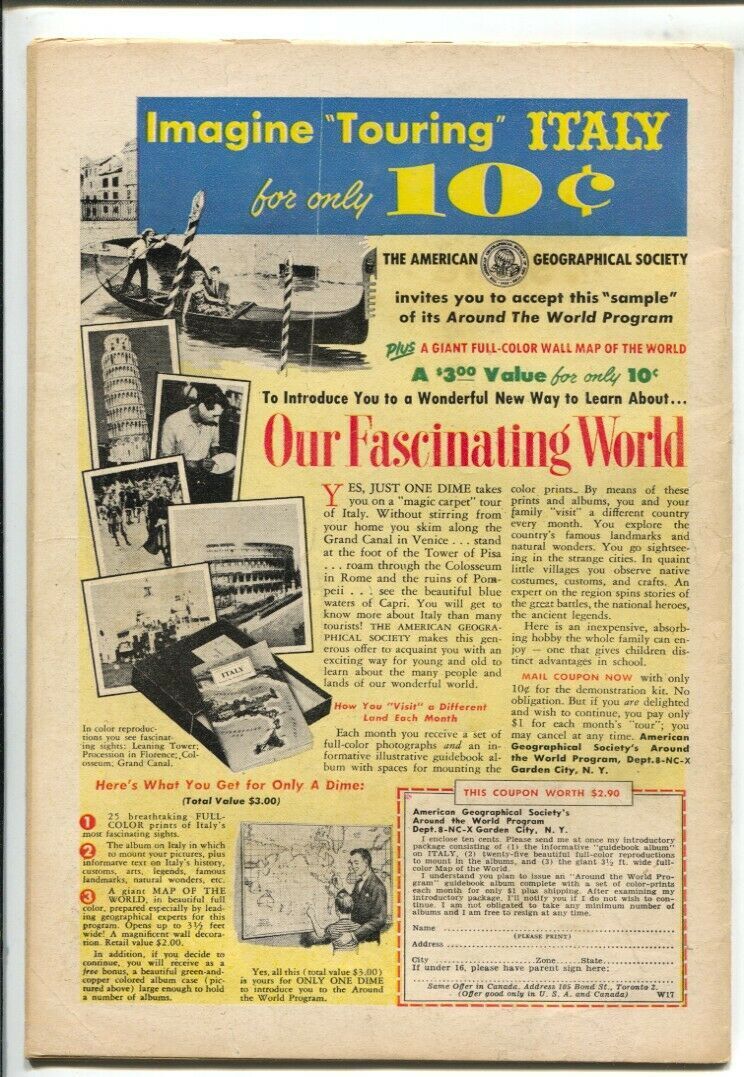 Imagine "Touring" ITALY
for only 10¢
THE AMERICAN GEOGRAPHICAL SOCIETY
invites you to accept this "sample"
of its Around The World Program
Plus A GIANT FULL-COLOR WALL MAP OF THE WORLD
A $3.00 Value for only 10¢
To Introduce You to a Wonderful New Way to Learn About...
Our Fascinating World
YES, JUST ONE DIME takes
you on a "magic carpet" tour
of Italy. Without stirring from
your home you skim along the
Grand Canal in Venice . . . stand
at the foot of the Tower of Pisa
. . . roam through the Colosseum
in Rome and the ruins of Pom-
peii . . . see the beautiful blue
waters of Capri. You will get to
know more about Italy than many
tourists! THE AMERICAN GEOGRA-
PHICAL SOCIETY makes this gen-
erous offer to acquaint you with an
exciting way for young and old to
learn about the many people and
lands of our wonderful world.
How You "Visit" a Different
Land Each Month
Each month you receive a set of
full-color photographs and an in-
formative illustrative guidebook al-
bum with spaces for mounting the
color prints. By means of these
prints and albums, you and your
family "visit" a different country
every month. You explore the
country's famous landmarks and
natural wonders. You go sightsee-
ing in the strange cities. In quaint
little villages you observe native
costumes, customs, and crafts. An
expert on the region spins stories of
the great battles, the national heroes,
the ancient legends.
Here is an inexpensive, absorb-
ing hobby the whole family can en-
joy — one that gives children dis-
tinct advantages in school.
MAIL COUPON NOW with only
10¢ for the demonstration kit. No
obligation. But if you are delighted
and wish to continue, you pay only
$1 for each month's "tour"; you
may cancel at any time. American
Geographical Society's Around
the World Program, Dept.8-NC-X
Garden City, N. Y.
ITALY
In color reproduc-
tions you see fascinat-
ing sights: Leaning Tower;
Procession in Florence; Col-
osseum; Grand Canal.
Here's What You Get for Only A Dime:
(Total Value $3.00)
1 25 breathtaking FULL-
COLOR prints of Italy's
most fascinating sights.
2 The album on Italy in which
to mount your pictures, plus
informative text on Italy's history,
customs, arts, legends, famous
landmarks, natural wonders, etc.
3 A giant MAP OF THE
WORLD, in beautiful full
color, prepared especially by lead-
ing geographical experts for this
program. Opens up to 3½ feet
wide! A magnificent wall decora-
tion. Retail value $2.00.
In addition, if you decide to
continue, you will receive as a
free bonus, a beautiful green-and-
copper colored album case (pic-
tured above) large enough to hold
a number of albums.
Yes, all this (total value $3.00)
is yours for ONLY ONE DIME
to introduce you to the Around
the World Program.
THIS COUPON WORTH $2.90
American Geographical Society's
Around the World Program
Dept.8-NC-X Garden City, N. Y.
I enclose ten cents. Please send me at once my introductory
package consisting of (1) the informative "guidebook album"
on ITALY, (2) twenty-five beautiful full-color reproductions
to mount in the albums, and (3) the giant 3½ ft. wide full-
color Map of the World.
I understand you plan to issue an "Around the World Pro-
gram" guidebook album complete with a set of color-prints
each month for only $1 plus shipping. After examining my
introductory package, I'll notify you if I do not wish to con-
tinue. I am not obligated to take any minimum number of
albums and I am free to resign at any time.
Name
(PLEASE PRINT)
Address
City Zone State
If under 16, please have parent sign here:
Same Offer in Canada, Address 105 Bond St., Toronto 2.
(Offer good only in U. S. A. and Canada) W17